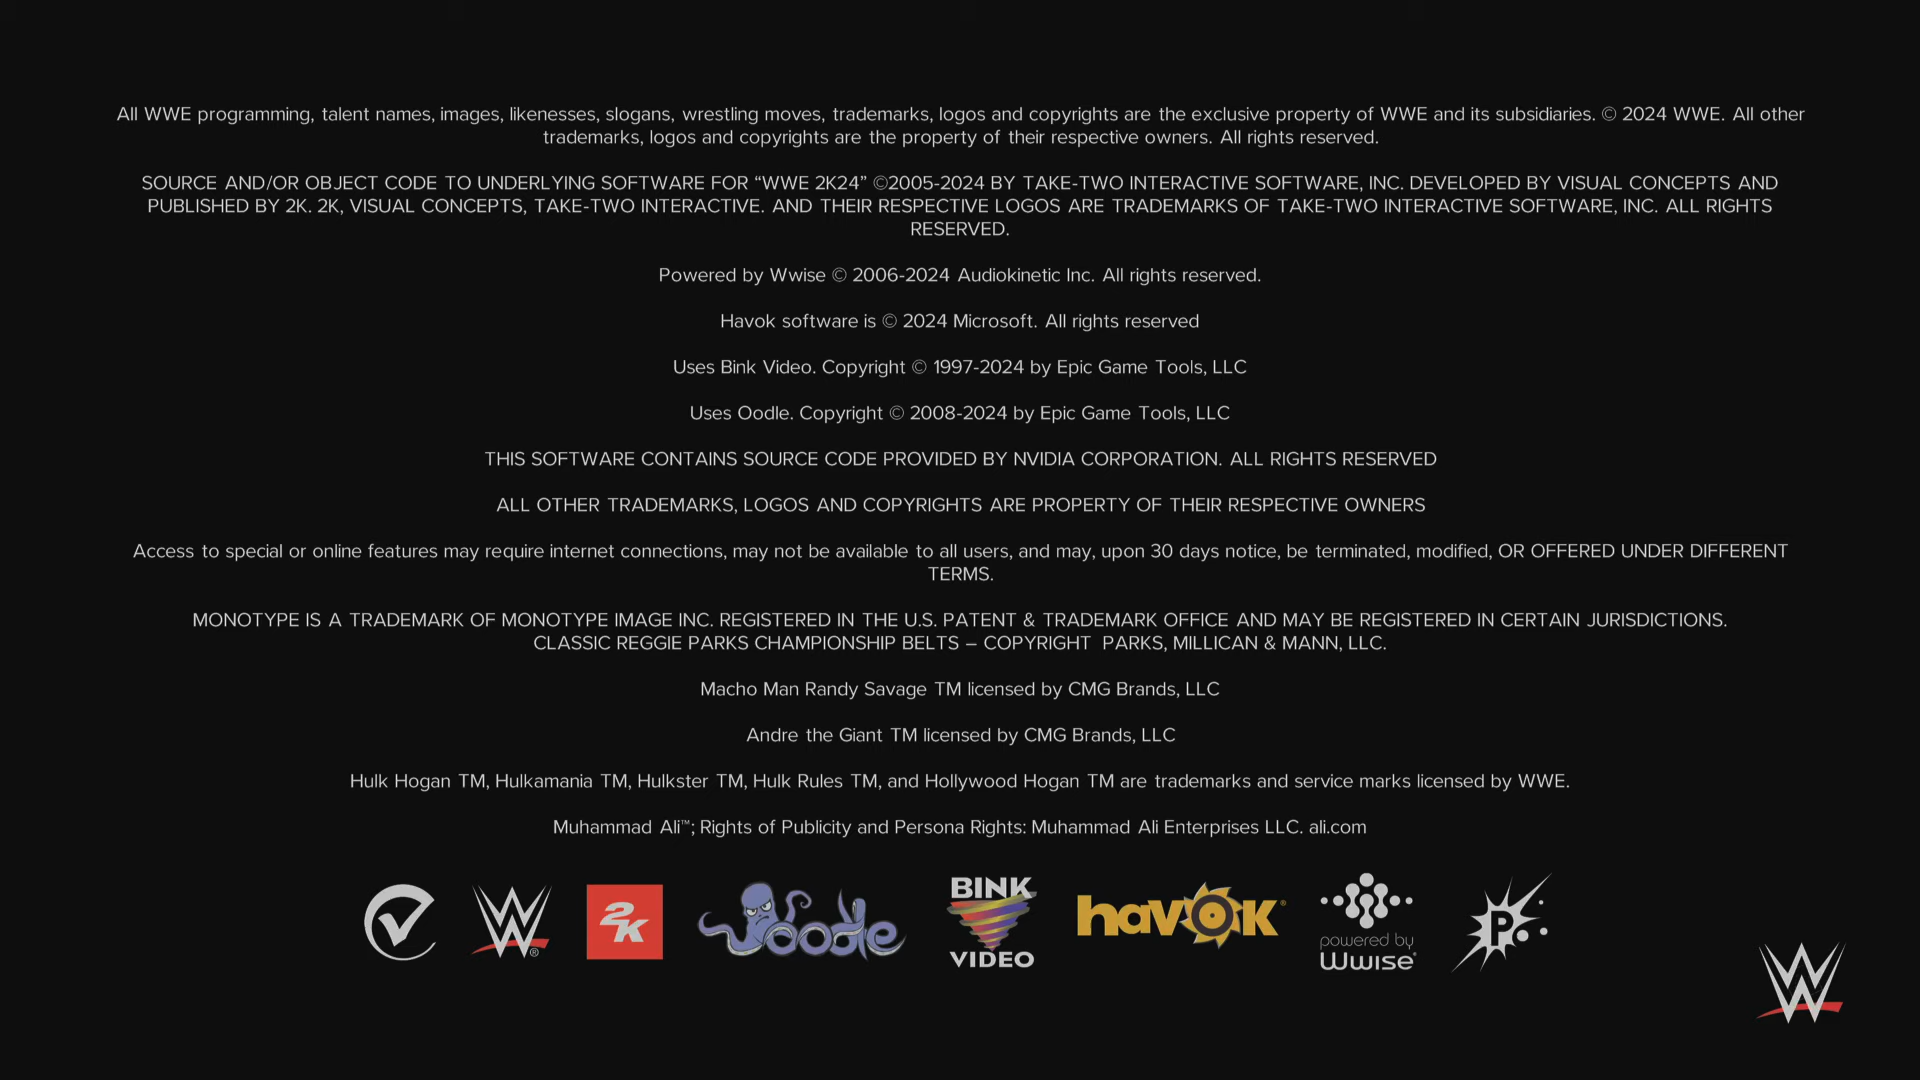 All WWE programming, talent names, images, likenesses, slogans, wrestling moves, trademarks, logos and copyrights are the exclusive property of WWE and its subsidiaries. © 2024 WWE. All other
trademarks, logos and copyrights are the property of their respective owners. All rights reserved.
SOURCE AND/OR OBJECT CODE TO UNDERLYING SOFTWARE FOR “WWE 2K24” ©2005-2024 BY TAKE-TWO INTERACTIVE SOFTWARE, INC. DEVELOPED BY VISUAL CONCEPTS AND
PUBLISHED BY 2K. 2K, VISUAL CONCEPTS, TAKE-TWO INTERACTIVE. AND THEIR RESPECTIVE LOGOS ARE TRADEMARKS OF TAKE-TWO INTERACTIVE SOFTWARE, INC. ALL RIGHTS
RESERVED.
Powered by Wwise © 2006-2024 Audiokinetic Inc. All rights reserved.
Havok software is © 2024 Microsoft. All rights reserved
Uses Bink Video. Copyright © 1997-2024 by Epic Game Tools, LLC
Uses Oodle. Copyright © 2008-2024 by Epic Game Tools, LLC
THIS SOFTWARE CONTAINS SOURCE CODE PROVIDED BY NVIDIA CORPORATION. ALL RIGHTS RESERVED
ALL OTHER TRADEMARKS, LOGOS AND COPYRIGHTS ARE PROPERTY OF THEIR RESPECTIVE OWNERS
Access to special or online features may require internet connections, may not be available to all users, and may, upon 30 days notice, be terminated, modified, OR OFFERED UNDER DIFFERENT
TERMS.
MONOTYPE IS A TRADEMARK OF MONOTYPE IMAGE INC. REGISTERED IN THE U.S. PATENT & TRADEMARK OFFICE AND MAY BE REGISTERED IN CERTAIN JURISDICTIONS.
CLASSIC REGGIE PARKS CHAMPIONSHIP BELTS – COPYRIGHT PARKS, MILLICAN & MANN, LLC.
Macho Man Randy Savage TM licensed by CMG Brands, LLC
Andre the Giant TM licensed by CMG Brands, LLC
Hulk Hogan TM, Hulkamania TM, Hulkster TM, Hulk Rules TM, and Hollywood Hogan TM are trademarks and service marks licensed by WWE.
Muhammad Ali™; Rights of Publicity and Persona Rights: Muhammad Ali Enterprises LLC. ali.com
W ®
2K
oodle
BINK
VIDEO
havok ®
powered by
Wwise®
P
W